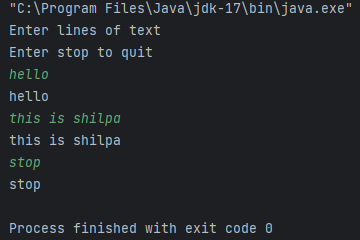 "C:\Program Files\Java\jdk-17\bin\java.exe"
Enter lines of text
Enter stop to quit
hello
hello
this is shilpa
this is shilpa
stop
stop
Process finished with exit code 0